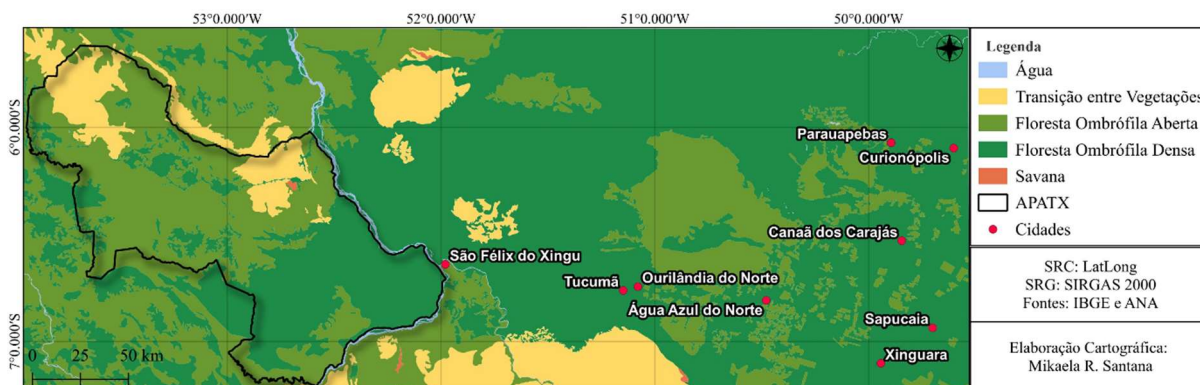 53°0.000'W
52°0.000'W
51°0.000'W
50°0.000'W
6°0.000'S
7°0.000'S
Parauapebas
Curionópolis
Canaã dos Carajás
São Félix do Xingu
Tucumã
Ourilândia do Norte
Água Azul do Norte
Sapucaia
Xinguara
0 25 50 km
Legenda
Água
Transição entre Vegetações
Floresta Ombrófila Aberta
Floresta Ombrófila Densa
Savana
APATX
Cidades
SRC: LatLong
SRG: SIRGAS 2000
Fontes: IBGE e ANA
Elaboração Cartográfica:
Mikaela R. Santana